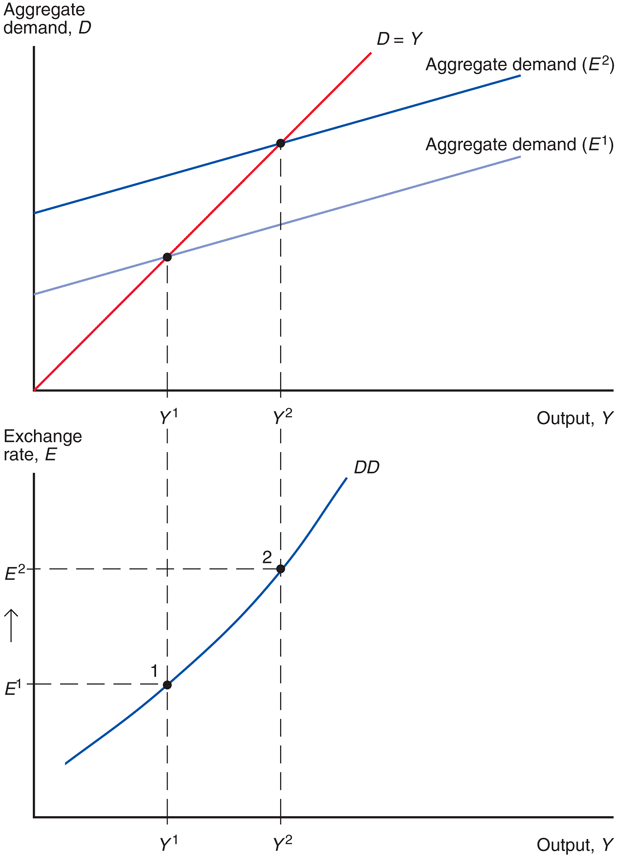 Aggregate
demand, D
D = Y
Aggregate demand (E²)
Aggregate demand (E¹)
Y¹
Y²
Output, Y
Exchange
rate, E
DD
E²
2
→
1
E¹
Y¹
Y²
Output, Y